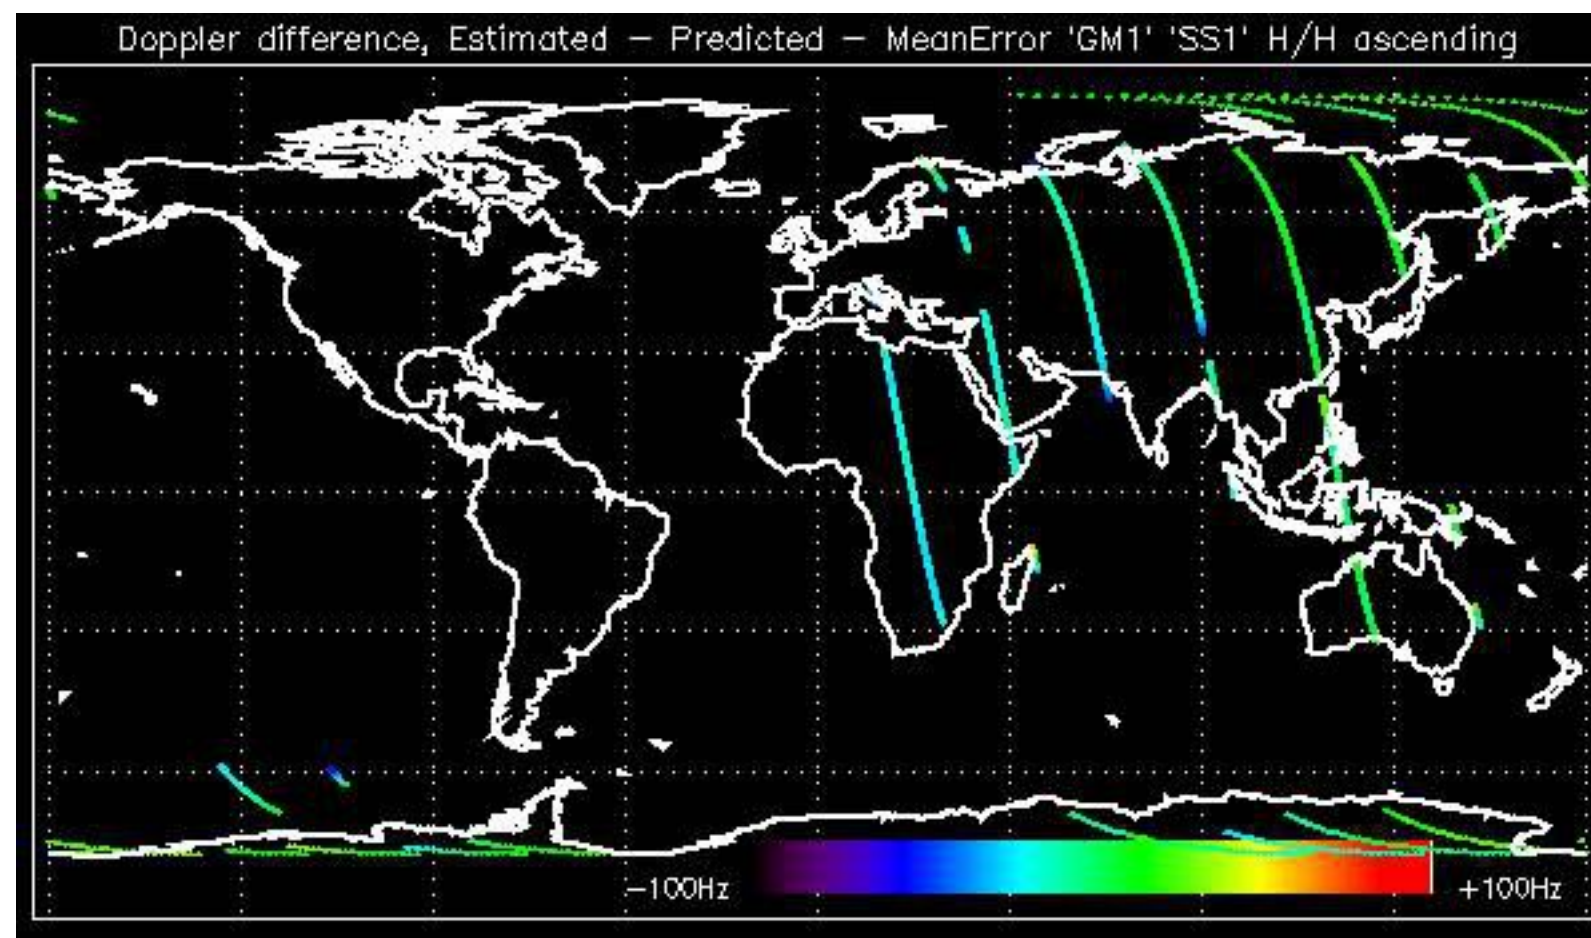 Doppler difference, Estimated − Predicted − MeanError 'GM1' 'SS1' H/H ascending
−100Hz +100Hz